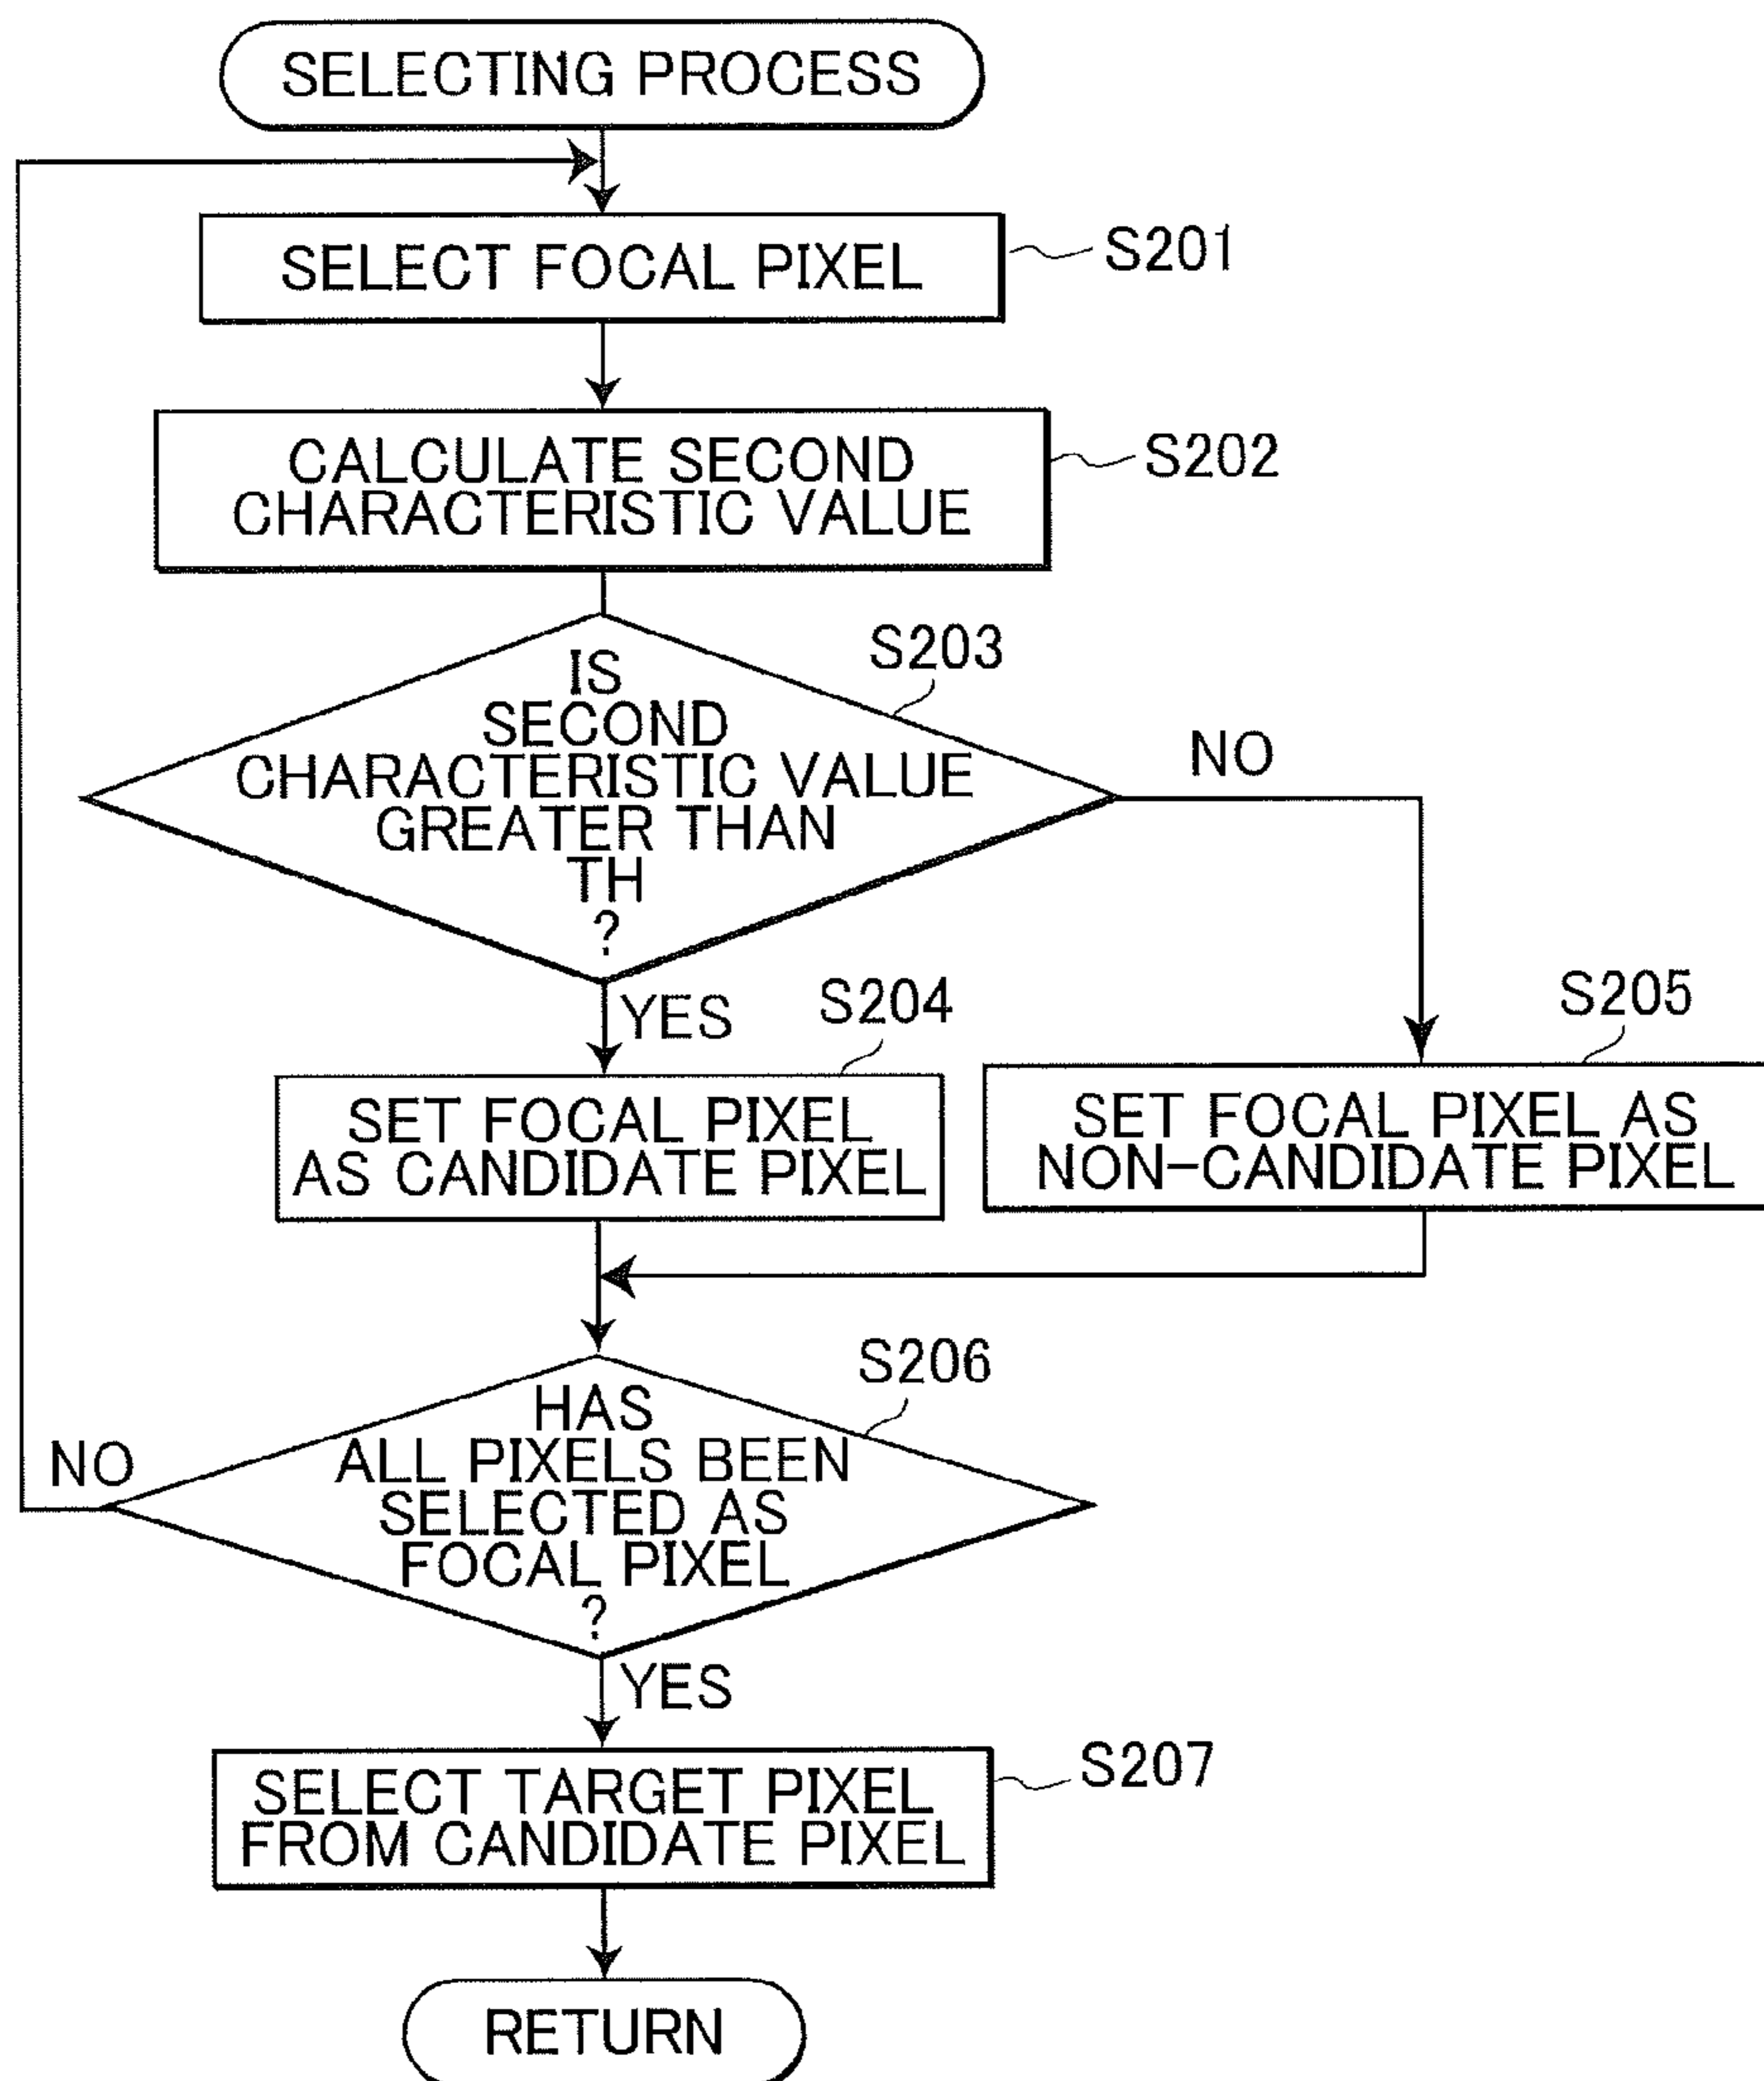 SELECTING PROCESS
SELECT FOCAL PIXEL
S201
CALCULATE SECOND
CHARACTERISTIC VALUE
S202
IS
SECOND
CHARACTERISTIC VALUE
GREATER THAN
TH
?
S203
NO
YES
S204
SET FOCAL PIXEL
AS CANDIDATE PIXEL
S205
SET FOCAL PIXEL AS
NON-CANDIDATE PIXEL
S206
HAS
ALL PIXELS BEEN
SELECTED AS
FOCAL PIXEL
?
NO
YES
SELECT TARGET PIXEL
FROM CANDIDATE PIXEL
S207
RETURN